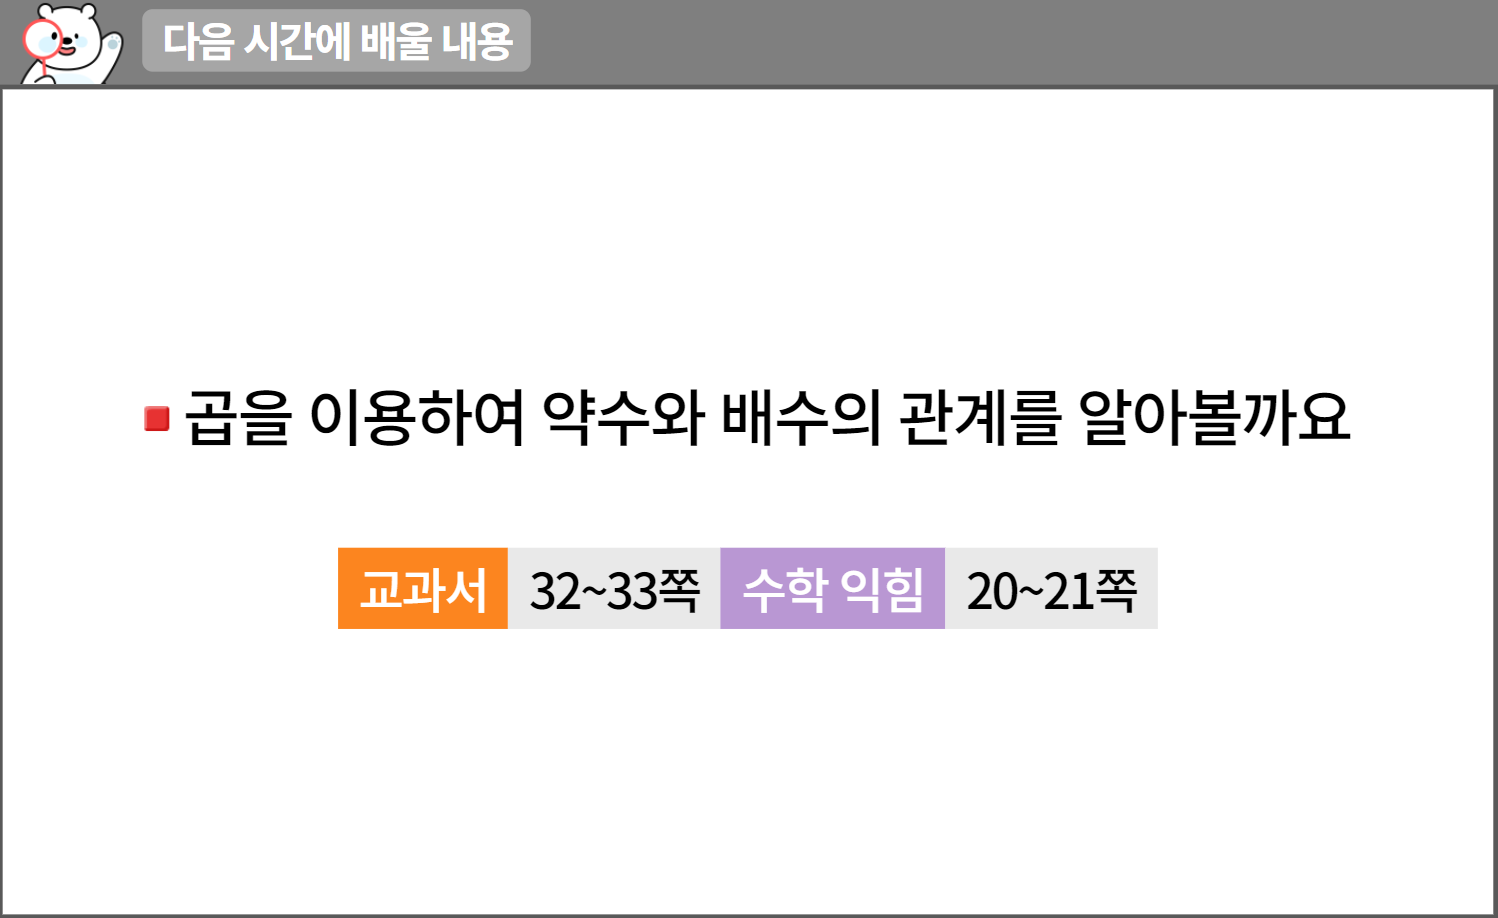 다음 시간에 배울 내용
곱을 이용하여 약수와 배수의 관계를 알아볼까요
교과서 32~33쪽 수학 익힘 20~21쪽